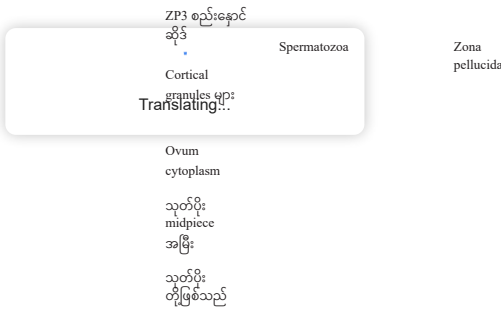 ZP3 စည်းနှောင်
ဆိုဒ်
Spermatozoa
Zona
pellucida
Cortical
granules များ
Translating...
Ovum
cytoplasm
သုတ်ပိုး
midpiece
အမြီး
သုတ်ပိုး
တို့ဖြစ်သည်